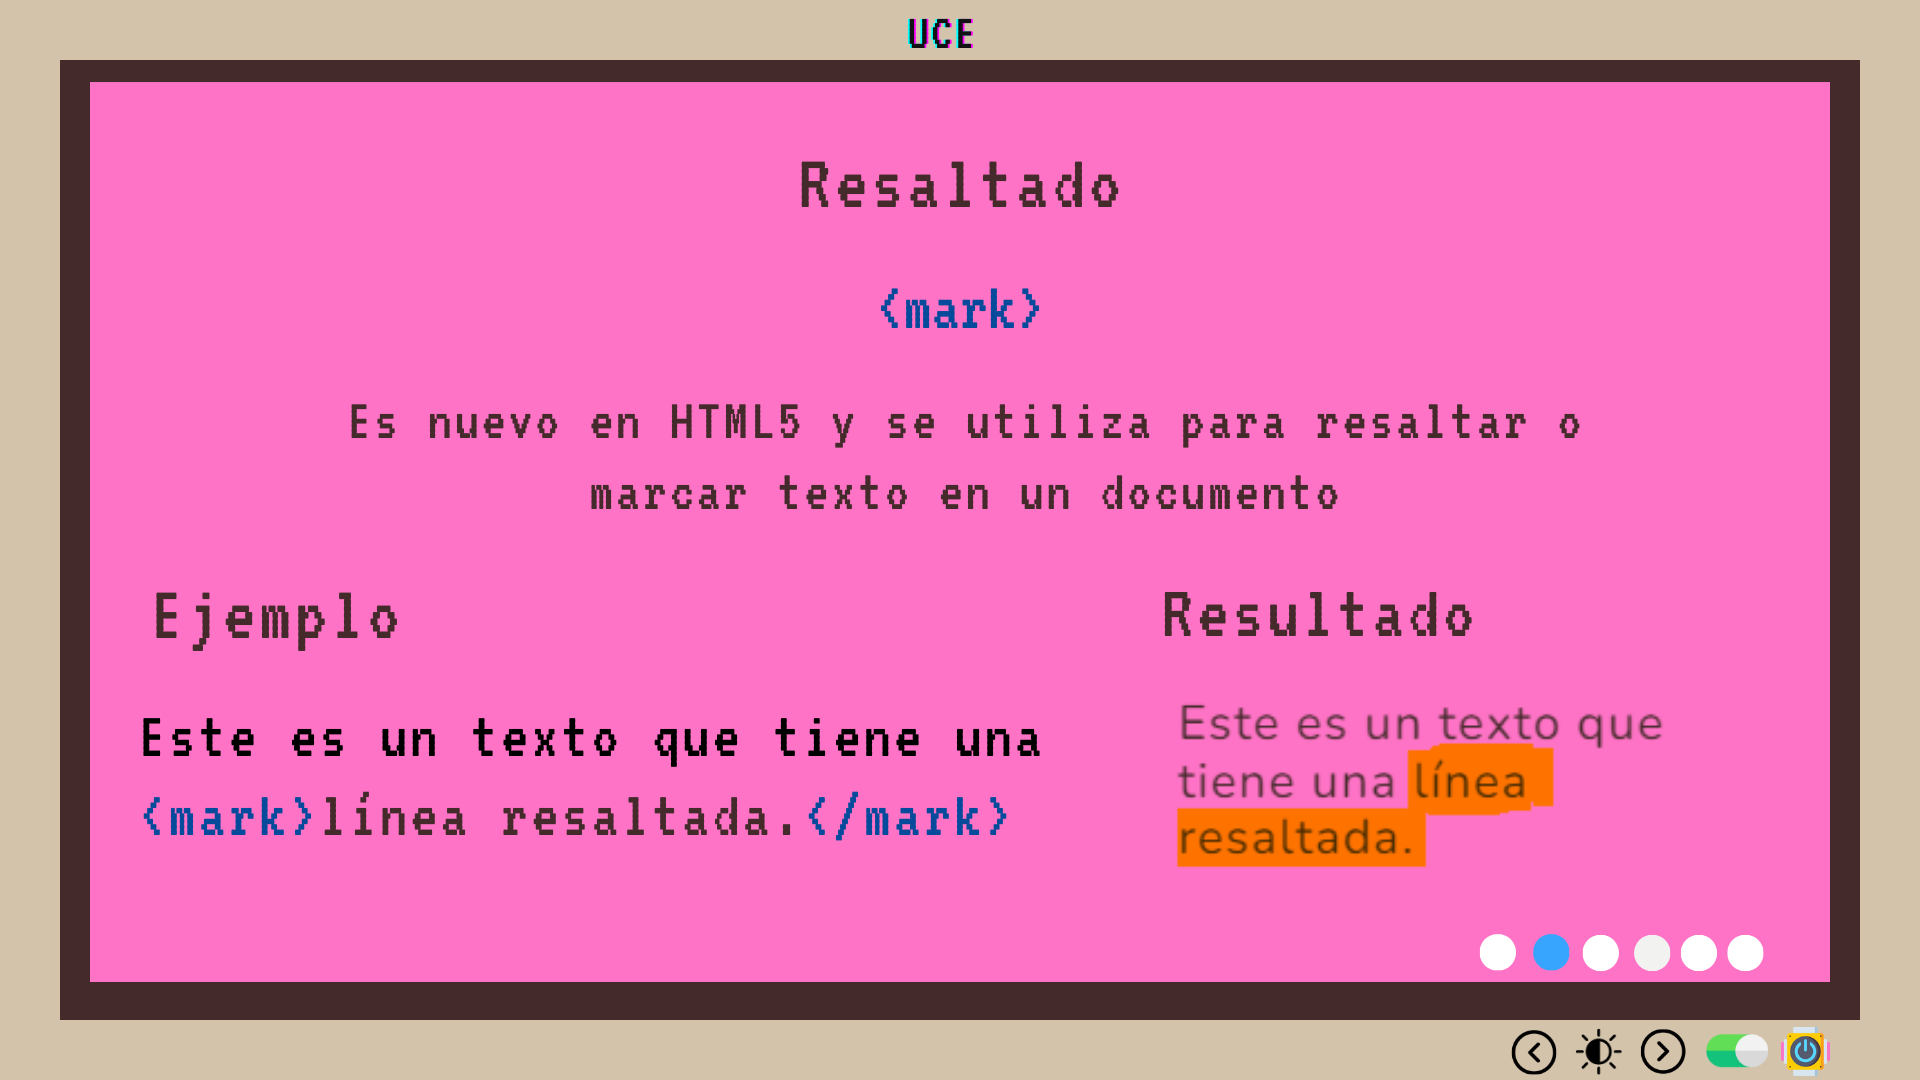 UCE
Resaltado
<mark>
Es nuevo en HTML5 y se utiliza para resaltar o
marcar texto en un documento
Ejemplo
Este es un texto que tiene una
<mark>línea resaltada.</mark>
Resultado
Este es un texto que
tiene una línea
resaltada.